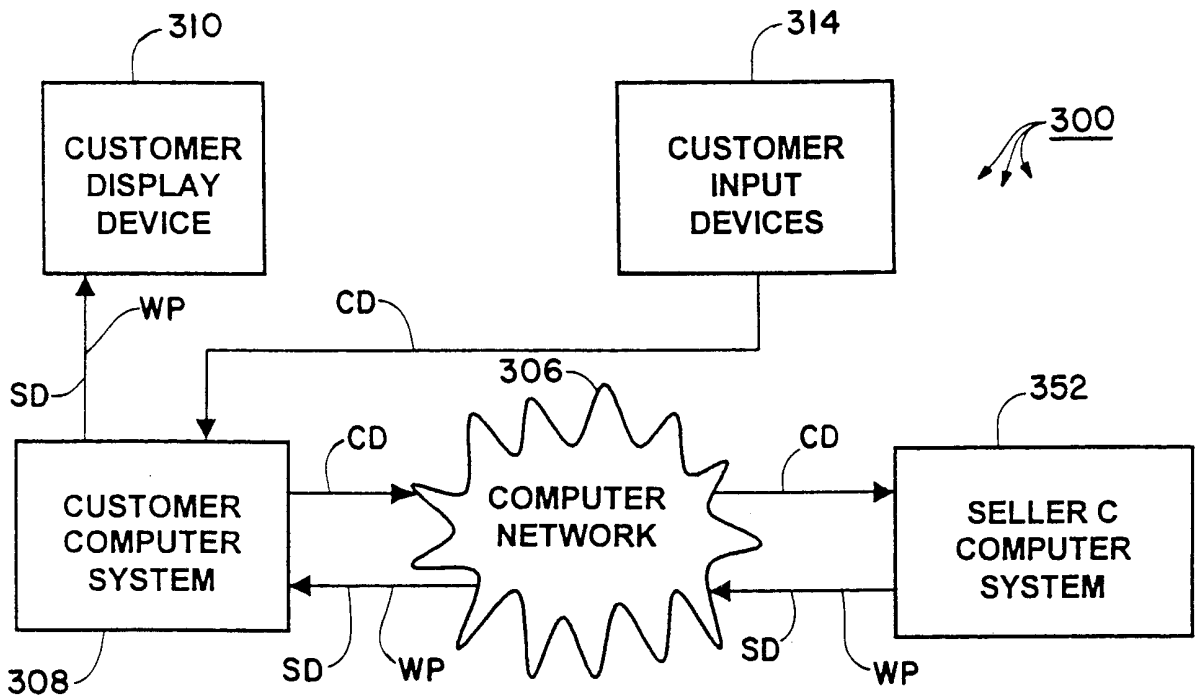 310
CUSTOMER
DISPLAY
DEVICE
314
CUSTOMER
INPUT
DEVICES
300
WP
SD
CD
306
352
CUSTOMER
COMPUTER
SYSTEM
308
CD
SD
WP
COMPUTER
NETWORK
CD
SD
WP
SELLER C
COMPUTER
SYSTEM